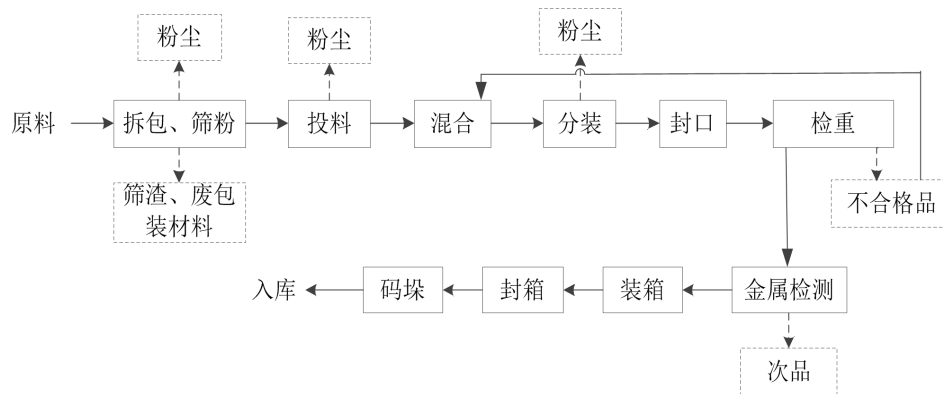 粉尘
粉尘
粉尘
原料
拆包、筛粉
投料
混合
分装
封口
检重
筛渣、废包
装材料
不合格品
入库
码垛
封箱
装箱
金属检测
次品